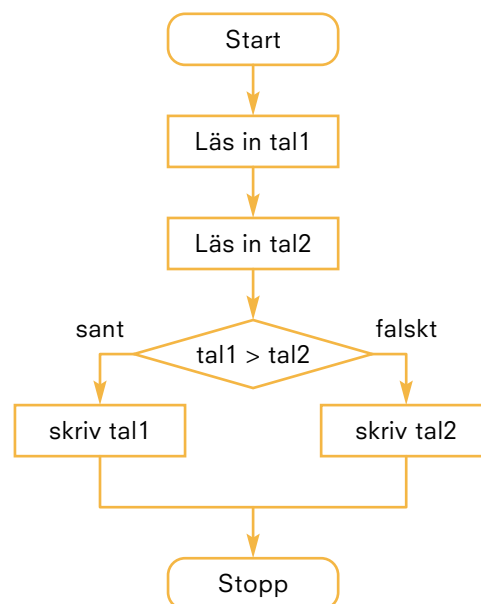 Start
Läs in tal1
Läs in tal2
sant
falskt
tal1 > tal2
skriv tal1
skriv tal2
Stopp